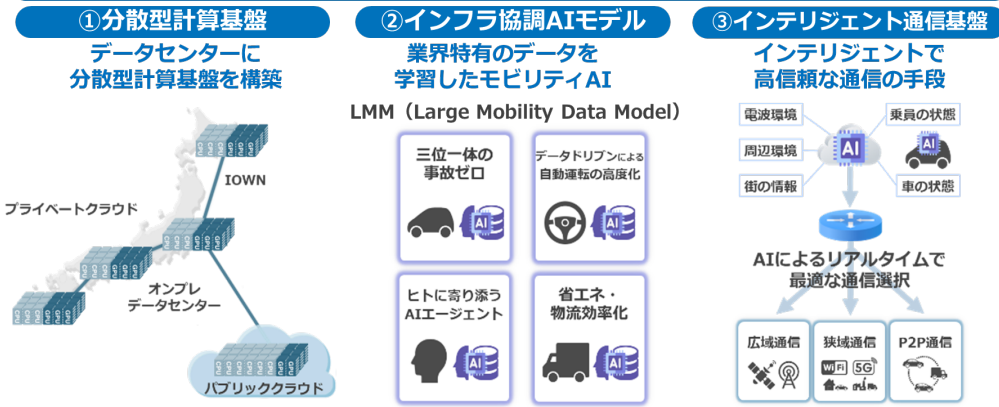 ①分散型計算基盤
データセンターに
分散型計算基盤を構築
IOWN
プライベートクラウド
オンプレ
データセンター
パブリッククラウド
CPU
CPU
CPU
GPU
GPU
GPU
②インフラ協調AIモデル
業界特有のデータを
学習したモビリティAI
LMM（Large Mobility Data Model）
三位一体の
事故ゼロ
AI
データドリブンによる
自動運転の高度化
AI
ヒトに寄り添う
AIエージェント
AI
省エネ・
物流効率化
AI
③インテリジェント通信基盤
インテリジェントで
高信頼な通信の手段
電波環境
周辺環境
街の情報
AI
乗員の状態
AI
車の状態
AIによるリアルタイムで
最適な通信選択
広域通信
狭域通信
WiFi
5G
P2P通信